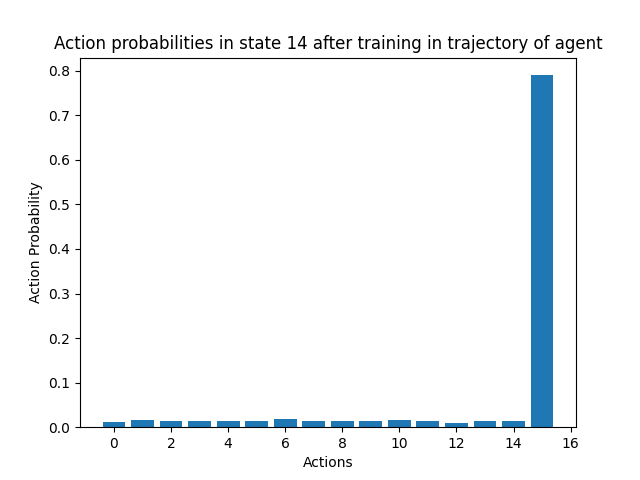 Action probabilities in state 14 after training in trajectory of agent
0.8
0.7
0.6
0.5
0.4
0.3
0.2
0.1
0.0
Action Probability
0 2 4 6 8 10 12 14 16
Actions